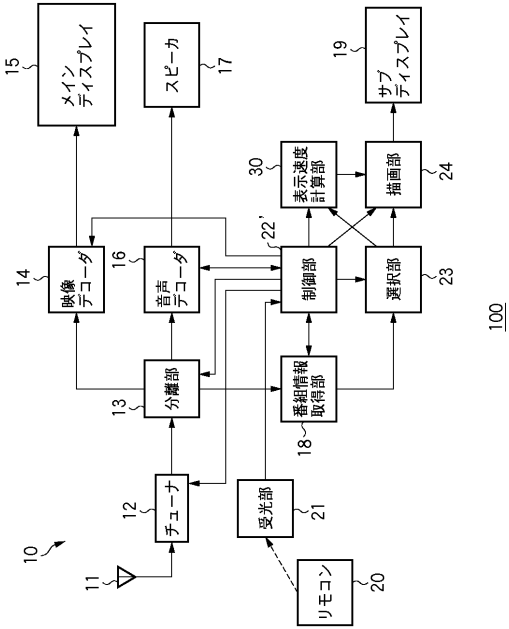 10
11
チューナ
12
分離部
13
映像
デコーダ
14
メイン
ディスプレイ
15
音声
デコーダ
16
スピーカ
17
番組情報
取得部
18
サブ
ディスプレイ
19
リモコン
20
受光部
21
制御部
22'
選択部
23
描画部
24
表示速度
計算部
30
100